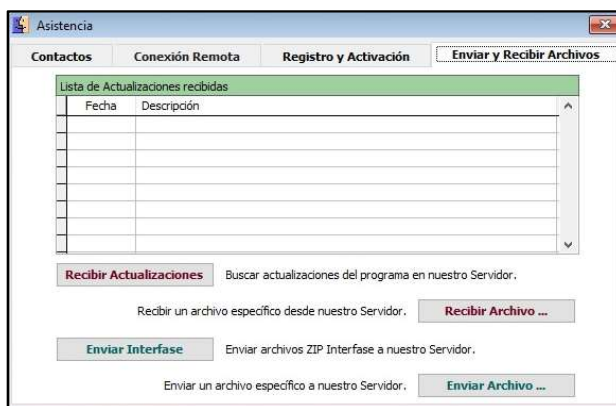 Asistencia
Contactos Conexión Remota Registro y Activación Enviar y Recibir Archivos
Lista de Actualizaciones recibidas
Fecha Descripción
Recibir Actualizaciones Buscar actualizaciones del programa en nuestro Servidor.
Recibir un archivo específico desde nuestro Servidor. Recibir Archivo ...
Enviar Interfase Enviar archivos ZIP Interfase a nuestro Servidor.
Enviar un archivo específico a nuestro Servidor. Enviar Archivo ...